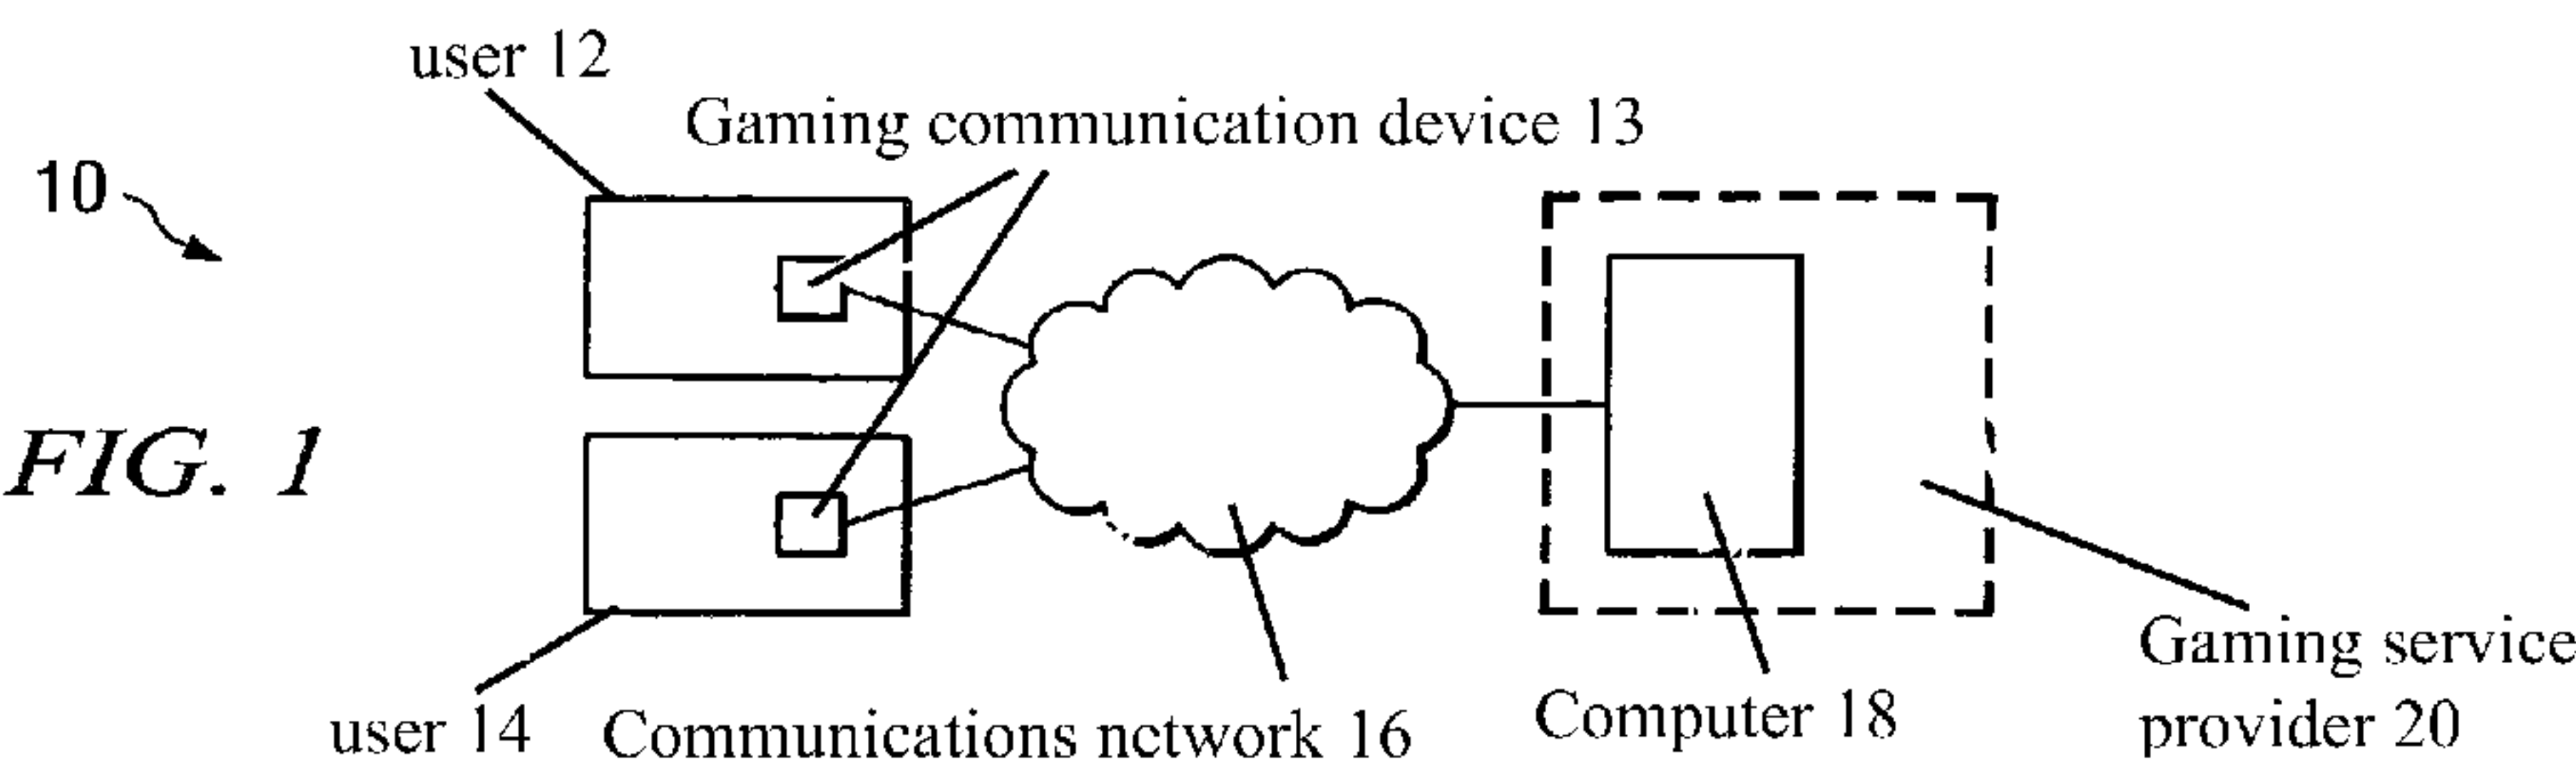 user 12
Gaming communication device 13
10
FIG. 1
user 14
Communications network 16
Computer 18
Gaming service
provider 20